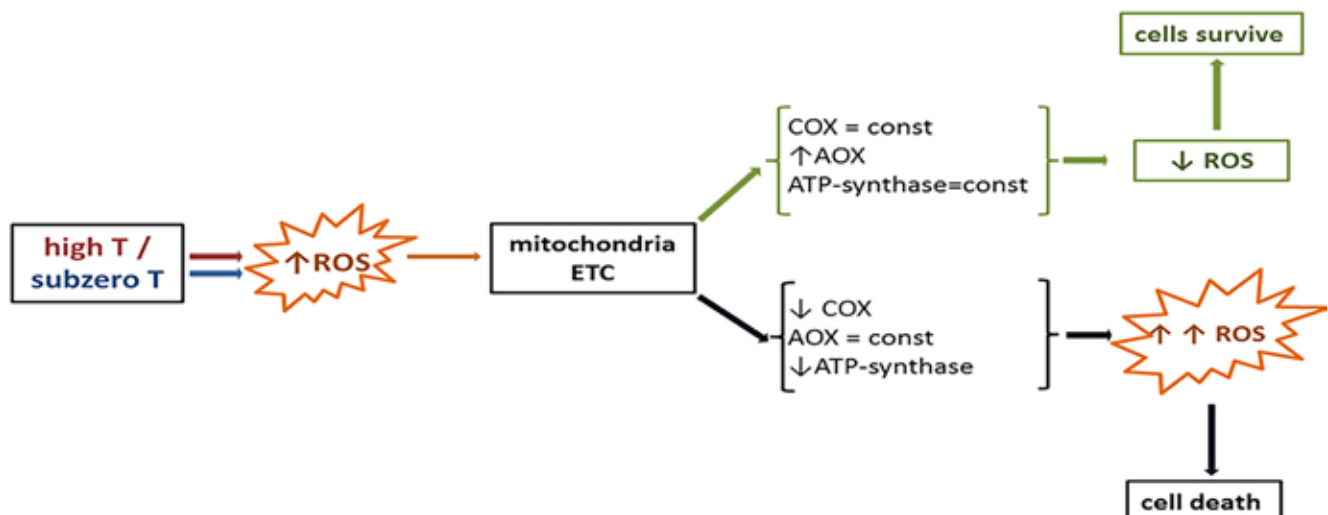 high T /
subzero T
↑ROS
mitochondria
ETC
COX = const
↑AOX
ATP-synthase=const
↓ ROS
cells survive
↓ COX
AOX = const
↓ATP-synthase
↑ ↑ ROS
cell death